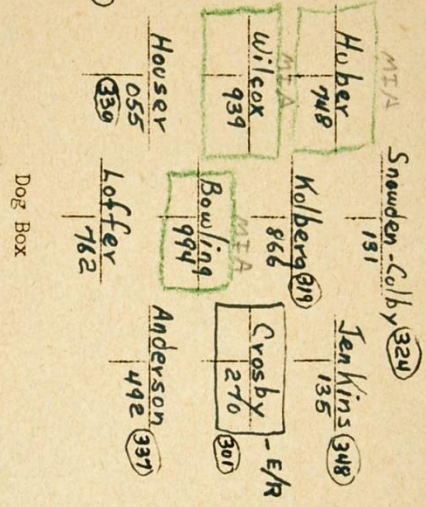 MIA
Snowden-Colby 324
131
Huber
748
Jenkins 348
135
Kolberg 319
866
MIA
Wilcox
939
Crosby - E/R
270
301
MIA
Bowling
994
Houser
055
339
Anderson
492
337
Loffer
762
Dog Box